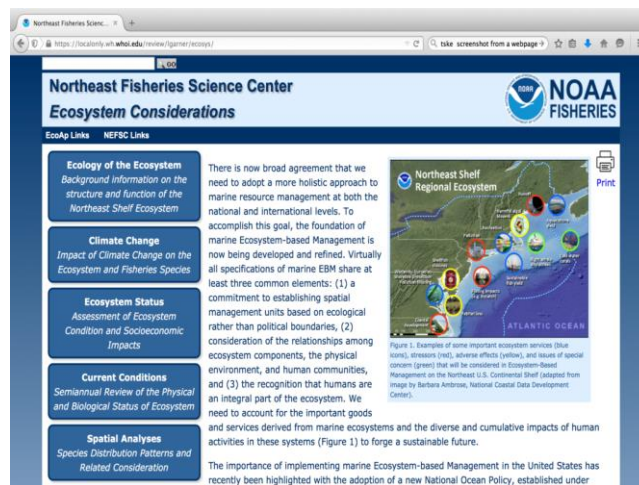 Northeast Fisheries Scienc...
https://localonly.wh.whoi.edu/review/lgarner/ecosys/
tske screenshot from a webpage
GO
Northeast Fisheries Science Center
Ecosystem Considerations
NOAA
FISHERIES
EcoAp Links NEFSC Links
Ecology of the Ecosystem
Background information on the
structure and function of the
Northeast Shelf Ecosystem
Climate Change
Impact of Climate Change on the
Ecosystem and Fisheries Species
Ecosystem Status
Assessment of Ecosystem
Condition and Socioeconomic
Impacts
Current Conditions
Semiannual Review of the Physical
and Biological Status of Ecosystem
Spatial Analyses
Species Distribution Patterns and
Related Consideration
There is now broad agreement that we
need to adopt a more holistic approach to
marine resource management at both the
national and international levels. To
accomplish this goal, the foundation of
marine Ecosystem-based Management is
now being developed and refined. Virtually
all specifications of marine EBM share at
least three common elements: (1) a
commitment to establishing spatial
management units based on ecological
rather than political boundaries, (2)
consideration of the relationships among
ecosystem components, the physical
environment, and human communities,
and (3) the recognition that humans are
an integral part of the ecosystem. We
need to account for the important goods
and services derived from marine ecosystems and the diverse and cumulative impacts of human
activities in these systems (Figure 1) to forge a sustainable future.
The importance of implementing marine Ecosystem-based Management in the United States has
recently been highlighted with the adoption of a new National Ocean Policy, established under
Print
Northeast Shelf
Regional Ecosystem
ATLANTIC OCEAN
Figure 1. Examples of some important ecosystem services (blue
icons), stressors (red), adverse effects (yellow), and issues of special
concern (green) that will be considered in Ecosystem-Based
Management on the Northeast U.S. Continental Shelf (adapted from
image by Barbara Ambrose, National Coastal Data Development
Center).